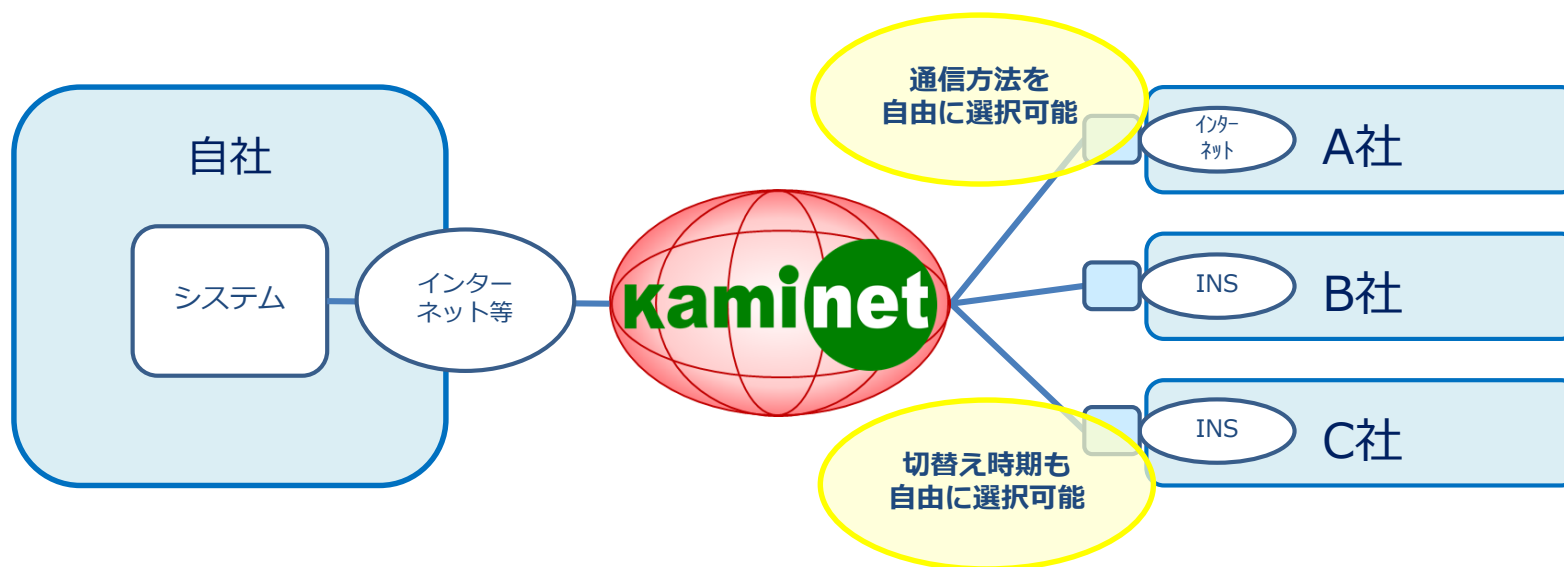 通信方法を
自由に選択可能
自社
システム
インター
ネット等
Kaminet
インター
ネット
A社
INS
B社
INS
C社
切替え時期も
自由に選択可能